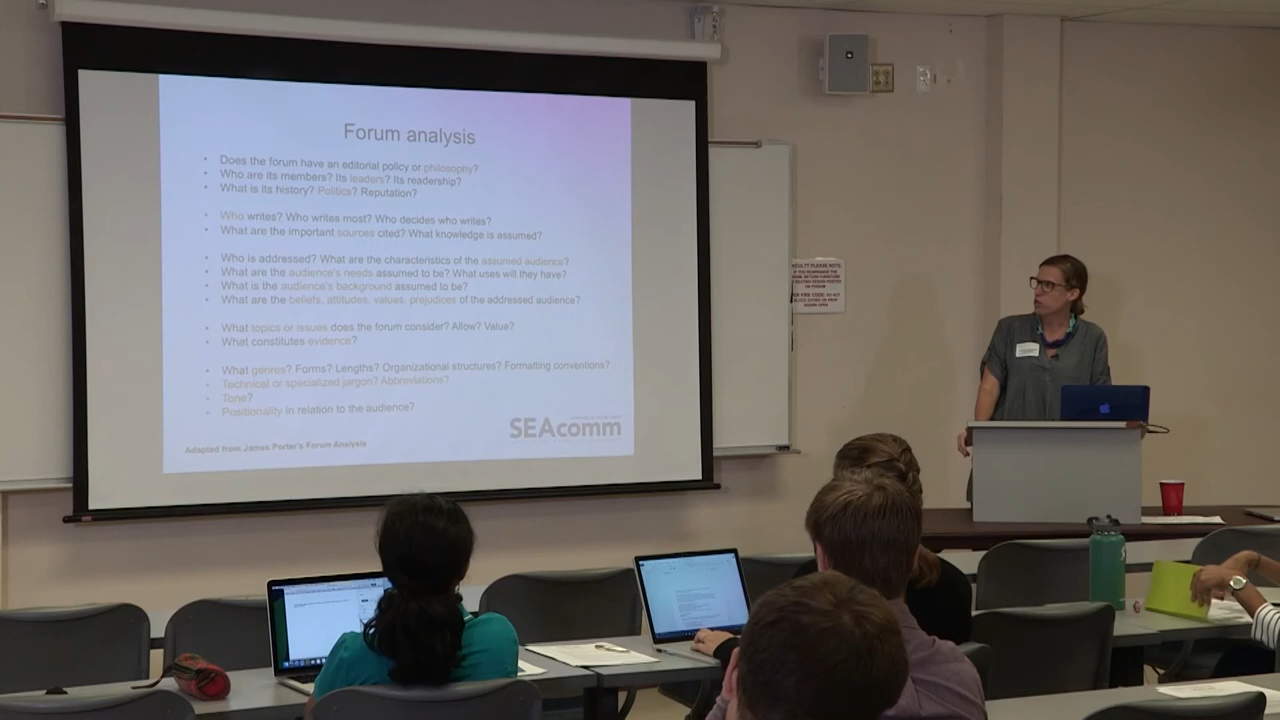 Forum analysis
• Does the forum have an editorial policy or philosophy?
• Who are its members? Its leaders? Its readership?
• What is its history? Politics? Reputation?
• Who writes? Who writes most? Who decides who writes?
• What are the important sources cited? What knowledge is assumed?
• Who is addressed? What are the characteristics of the assumed audience?
• What are the audience's needs assumed to be? What uses will they have?
• What is the audience's background assumed to be?
• What are the beliefs, attitudes, values, prejudices of the addressed audience?
• What topics or issues does the forum consider? Allow? Value?
• What constitutes evidence?
• What genres? Forms? Lengths? Organizational structures? Formatting conventions?
• Technical or specialized jargon? Abbreviations?
• Tone?
• Positionality in relation to the audience?
SEAcomm
Adapted from James Porter's Forum Analysis
FACULTY PLEASE NOTE: